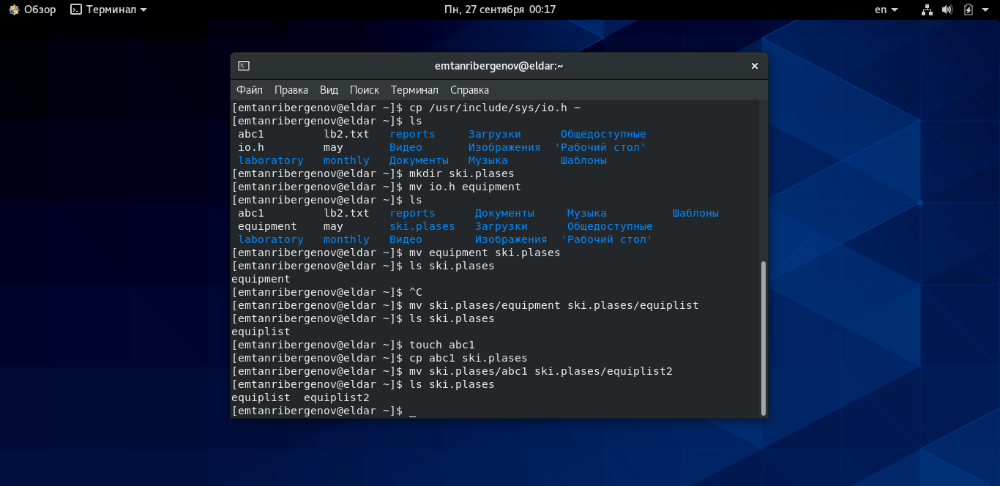 Обзор Терминал Пн, 27 сентября 00:17 en
emtanribergenov@eldar:~
Файл Правка Вид Поиск Терминал Справка
[emtanribergenov@eldar ~]$ cp /usr/include/sys/io.h ~
[emtanribergenov@eldar ~]$ ls
abc1 lb2.txt reports Загрузки Общедоступные
io.h may Видео Изображения 'Рабочий стол'
laboratory monthly Документы Музыка Шаблоны
[emtanribergenov@eldar ~]$ mkdir ski.plases
[emtanribergenov@eldar ~]$ mv io.h equipment
[emtanribergenov@eldar ~]$ ls
abc1 lb2.txt reports Документы Музыка Шаблоны
equipment may ski.plases Загрузки Общедоступные
laboratory monthly Видео Изображения 'Рабочий стол'
[emtanribergenov@eldar ~]$ mv equipment ski.plases
[emtanribergenov@eldar ~]$ ls ski.plases
equipment
[emtanribergenov@eldar ~]$ ^C
[emtanribergenov@eldar ~]$ mv ski.plases/equipment ski.plases/equiplist
[emtanribergenov@eldar ~]$ ls ski.plases
equiplist
[emtanribergenov@eldar ~]$ touch abc1
[emtanribergenov@eldar ~]$ cp abc1 ski.plases
[emtanribergenov@eldar ~]$ mv ski.plases/abc1 ski.plases/equiplist2
[emtanribergenov@eldar ~]$ ls ski.plases
equiplist equiplist2
[emtanribergenov@eldar ~]$ _